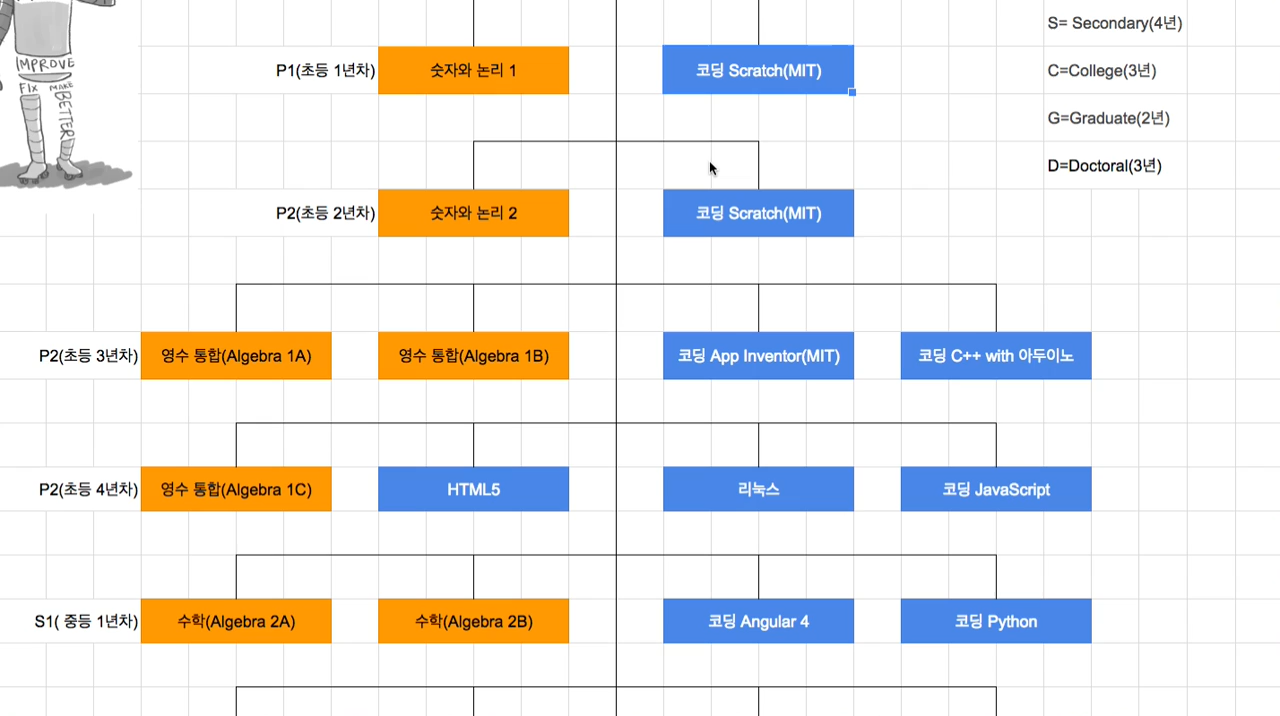 S= Secondary(4년)
IMPROVE
P1(초등 1년차)
숫자와 논리 1
코딩 Scratch(MIT)
C=College(3년)
FIX MAKE
BETTER!
G=Graduate(2년)
D=Doctoral(3년)
P2(초등 2년차)
숫자와 논리 2
코딩 Scratch(MIT)
P2(초등 3년차)
영수 통합(Algebra 1A)
영수 통합(Algebra 1B)
코딩 App Inventor(MIT)
코딩 C++ with 아두이노
P2(초등 4년차)
영수 통합(Algebra 1C)
HTML5
리눅스
코딩 JavaScript
S1( 중등 1년차)
수학(Algebra 2A)
수학(Algebra 2B)
코딩 Angular 4
코딩 Python